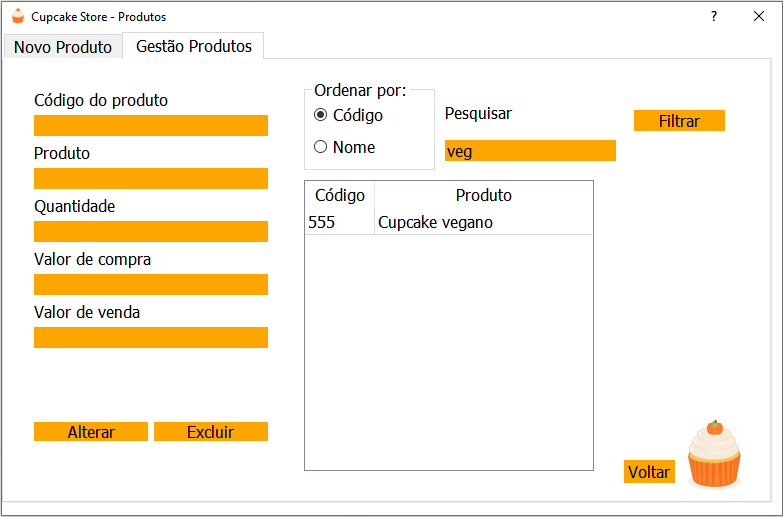 Cupcake Store - Produtos
?
Novo Produto
Gestão Produtos
Código do produto
Produto
Quantidade
Valor de compra
Valor de venda
Alterar
Excluir
Ordenar por:
Código
Nome
Pesquisar
veg
Filtrar
Código Produto
555 Cupcake vegano
Voltar